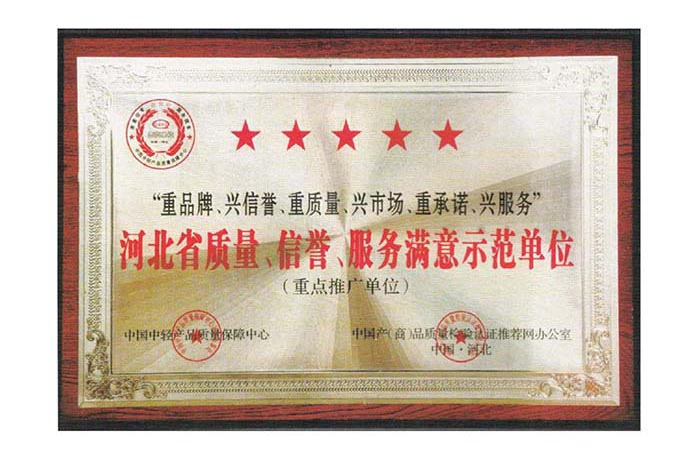 “重品牌、兴信誉、重质量、兴市场、重承诺、兴服务”
河北省质量、信誉、服务满意示范单位
（重点推广单位）
中国中轻产品质量保障中心
中国产（商）品质量检验认证推荐网办公室
中国·河北